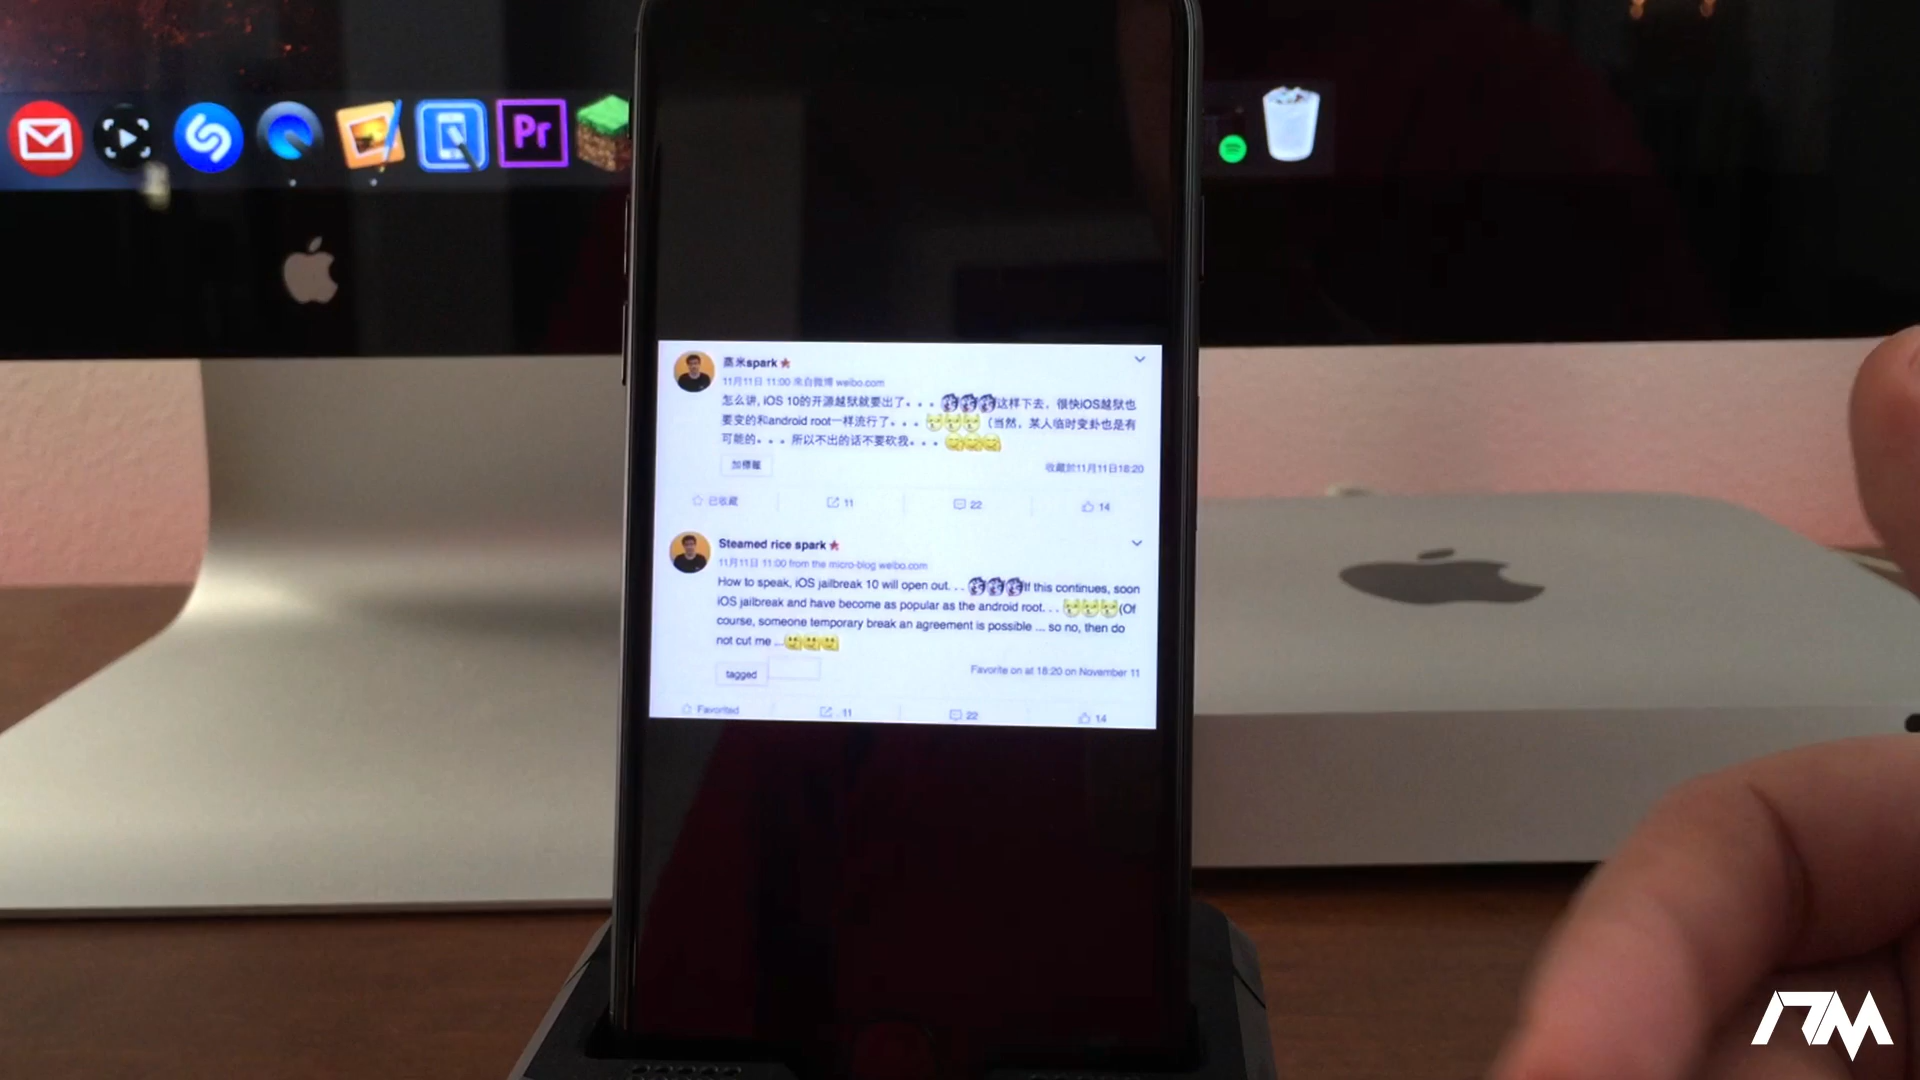 Pr
蒸米spark
11月11日 11:00 来自微博 weibo.com
怎么讲, iOS 10的开源越狱就要出了。。。这样下去，很快iOS越狱也
要变的和android root一样流行了。。。（当然，某人临时变卦也是有
可能的。。。所以不出的话不要砍我。。。
加標籤
收藏於11月11日18:20
已收藏 11 22 14
Steamed rice spark
11月11日 11:00 from the micro-blog weibo.com
How to speak, iOS jailbreak 10 will open out. . . If this continues, soon
iOS jailbreak and have become as popular as the android root. . . (Of
course, someone temporary break an agreement is possible ... so no, then do
not cut me ...
tagged
Favorite on at 18:20 on November 11
Favorited 11 22 14